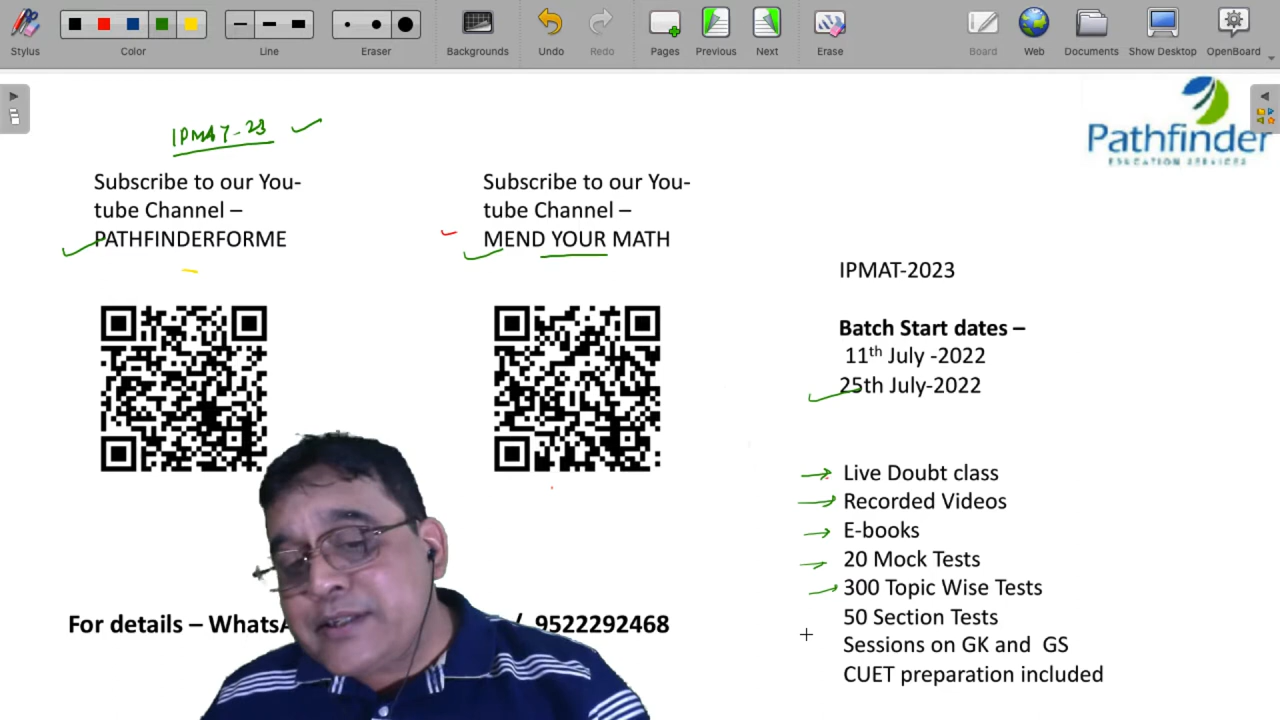 Stylus
Color
Line
Eraser
Backgrounds
Undo
Redo
Pages
Previous
Next
Erase
Board
Web
Documents
Show Desktop
OpenBoard
Pathfinder
EDUCATION SERVICES
IPMAT-23
Subscribe to our You-
tube Channel –
PATHFINDERFORME
Subscribe to our You-
tube Channel –
MEND YOUR MATH
IPMAT-2023
Batch Start dates –
11th July -2022
25th July-2022
Live Doubt class
Recorded Videos
E-books
20 Mock Tests
300 Topic Wise Tests
50 Section Tests
Sessions on GK and GS
CUET preparation included
For details – / 9522292468